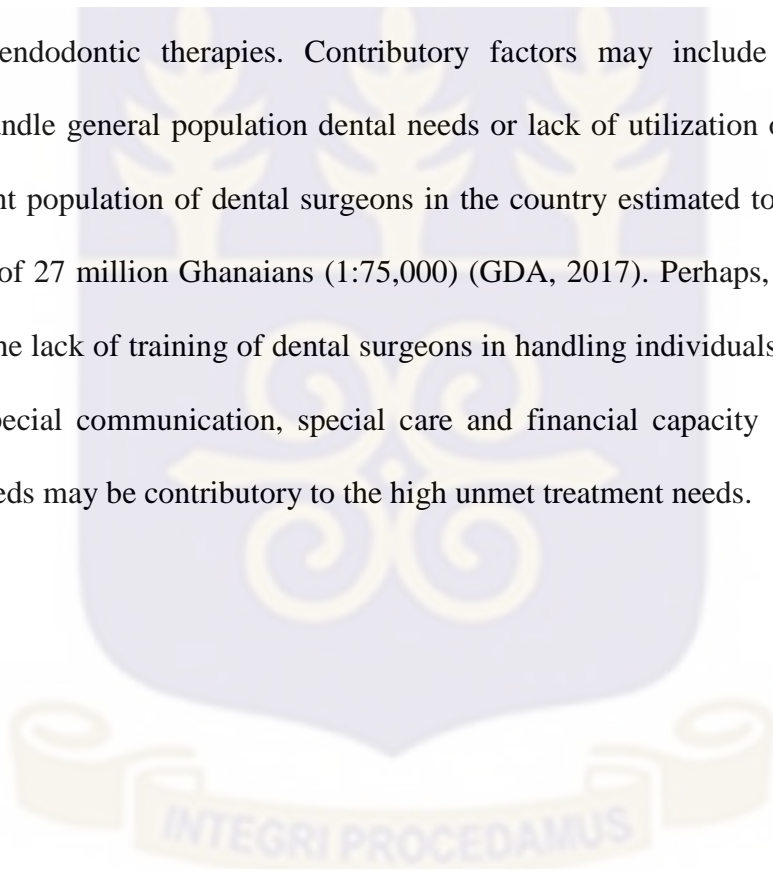 endodontic therapies. Contributory factors may include
ndle general population dental needs or lack of utilization
nt population of dental surgeons in the country estimated to
of 27 million Ghanaians (1:75,000) (GDA, 2017). Perhaps,
ne lack of training of dental surgeons in handling individuals
pecial communication, special care and financial capacity
eds may be contributory to the high unmet treatment needs.
INTEGRI PROCEDAMUS